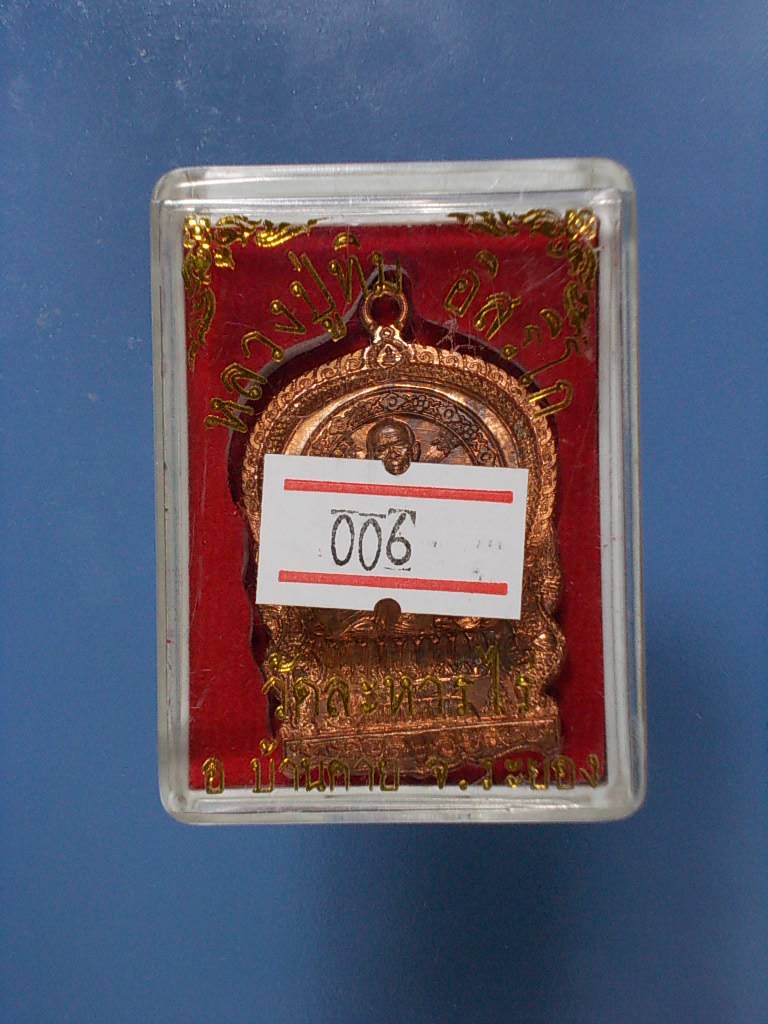 หลวงปู่ทิม อิสริโก
006
วัดละหารไร่
อ บ้านค่าย จ.ระยอง